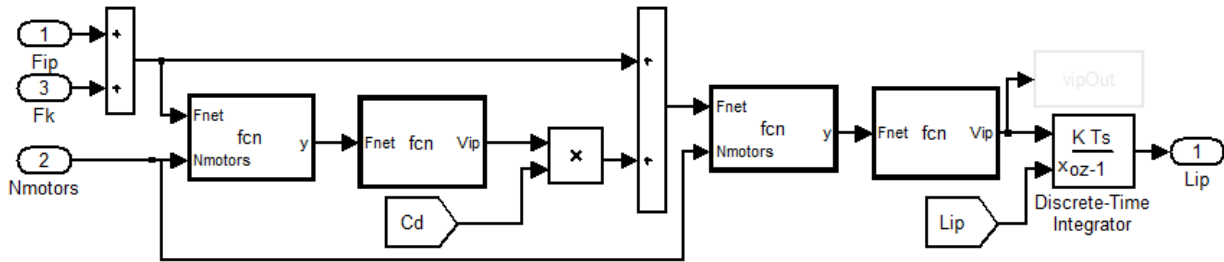 1
Fip
3
Fk
2
Nmotors
+
+
Fnet
fcn
y
Nmotors
Fnet
fcn
Vip
×
Cd
+
+
Fnet
fcn
y
Nmotors
Fnet
fcn
Vip
vipOut
K Ts
xoz-1
Discrete-Time
Integrator
Lip
1
Lip